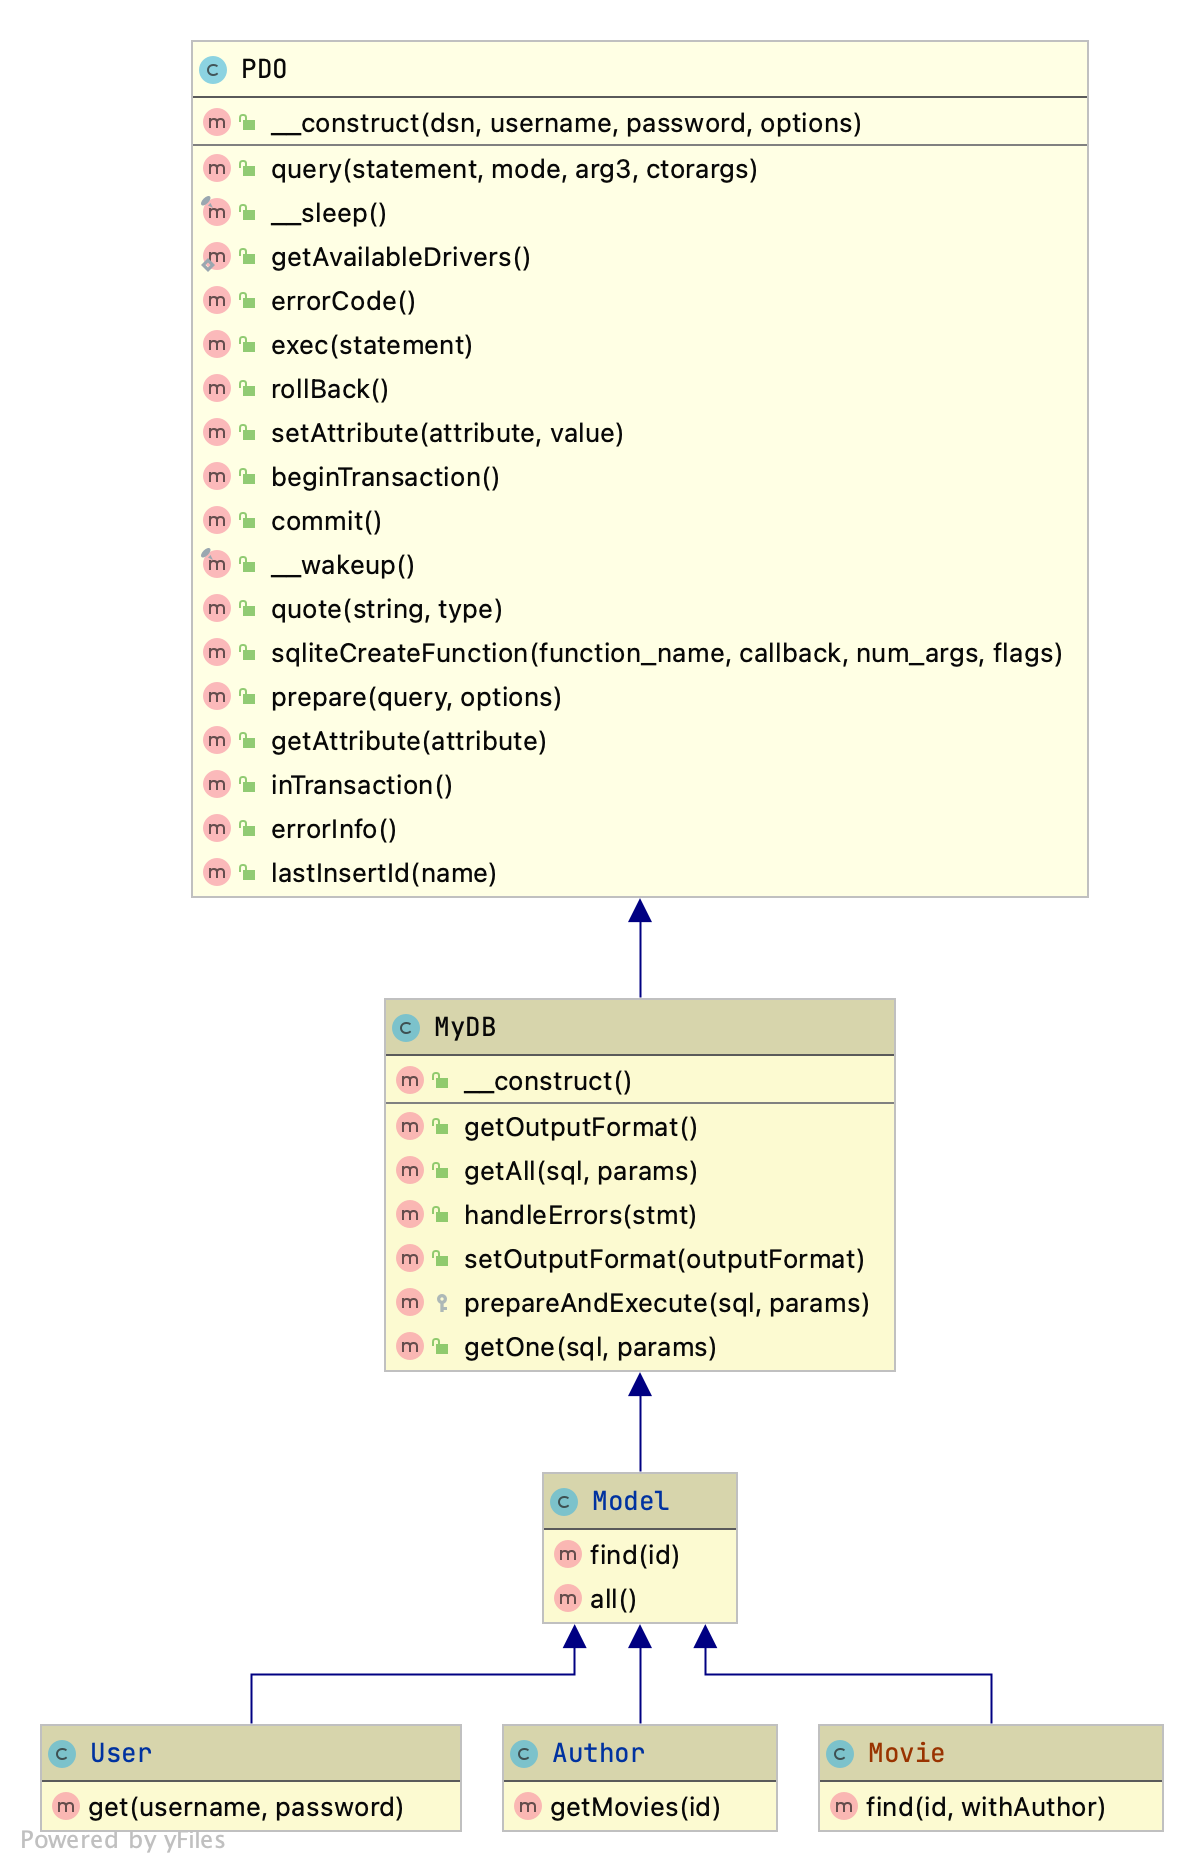 PDO
__construct(dsn, username, password, options)
query(statement, mode, arg3, ctorargs)
__sleep()
getAvailableDrivers()
errorCode()
exec(statement)
rollBack()
setAttribute(attribute, value)
beginTransaction()
commit()
__wakeup()
quote(string, type)
sqliteCreateFunction(function_name, callback, num_args, flags)
prepare(query, options)
getAttribute(attribute)
inTransaction()
errorInfo()
lastInsertId(name)
MyDB
__construct()
getOutputFormat()
getAll(sql, params)
handleErrors(stmt)
setOutputFormat(outputFormat)
prepareAndExecute(sql, params)
getOne(sql, params)
Model
find(id)
all()
User
get(username, password)
Author
getMovies(id)
Movie
find(id, withAuthor)
Powered by yFiles